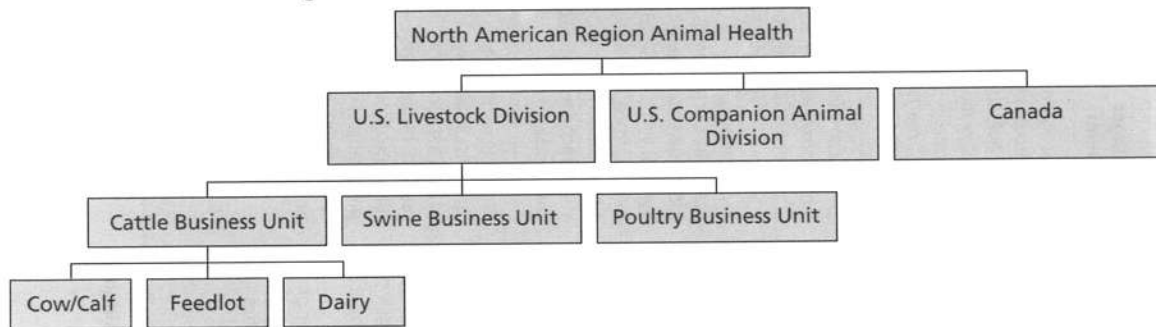 North American Region Animal Health
U.S. Livestock Division
U.S. Companion Animal
Division
Canada
Cattle Business Unit
Swine Business Unit
Poultry Business Unit
Cow/Calf
Feedlot
Dairy